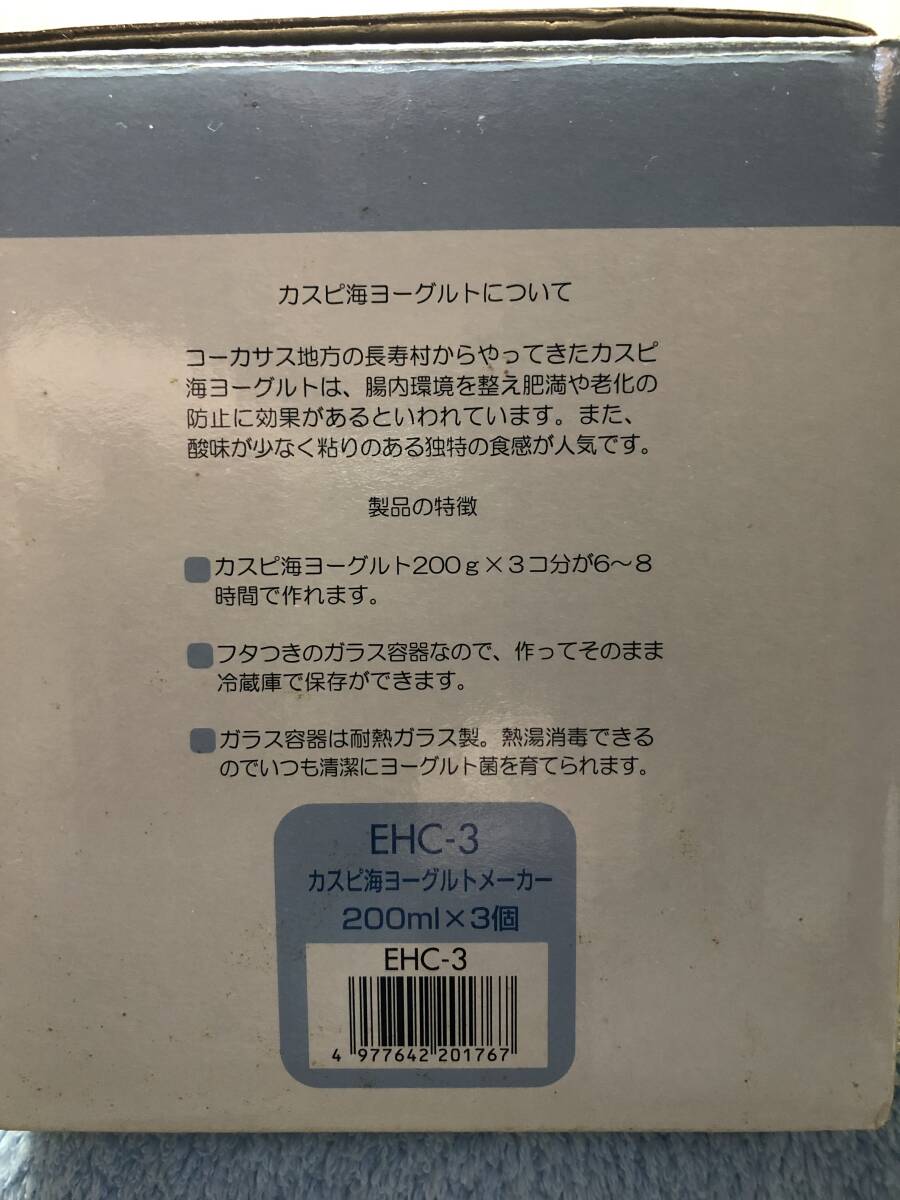 カスピ海ヨーグルトについて
コーカサス地方の長寿村からやってきたカスピ
海ヨーグルトは、腸内環境を整え肥満や老化の
防止に効果があるといわれています。また、
酸味が少なく粘りのある独特の食感が人気です。
製品の特徴
カスピ海ヨーグルト200g×3コ分が6〜8
時間で作れます。
フタつきのガラス容器なので、作ってそのまま
冷蔵庫で保存ができます。
ガラス容器は耐熱ガラス製。熱湯消毒できる
のでいつも清潔にヨーグルト菌を育てられます。
EHC-3
カスピ海ヨーグルトメーカー
200ml×3個
EHC-3
4 977642 201767